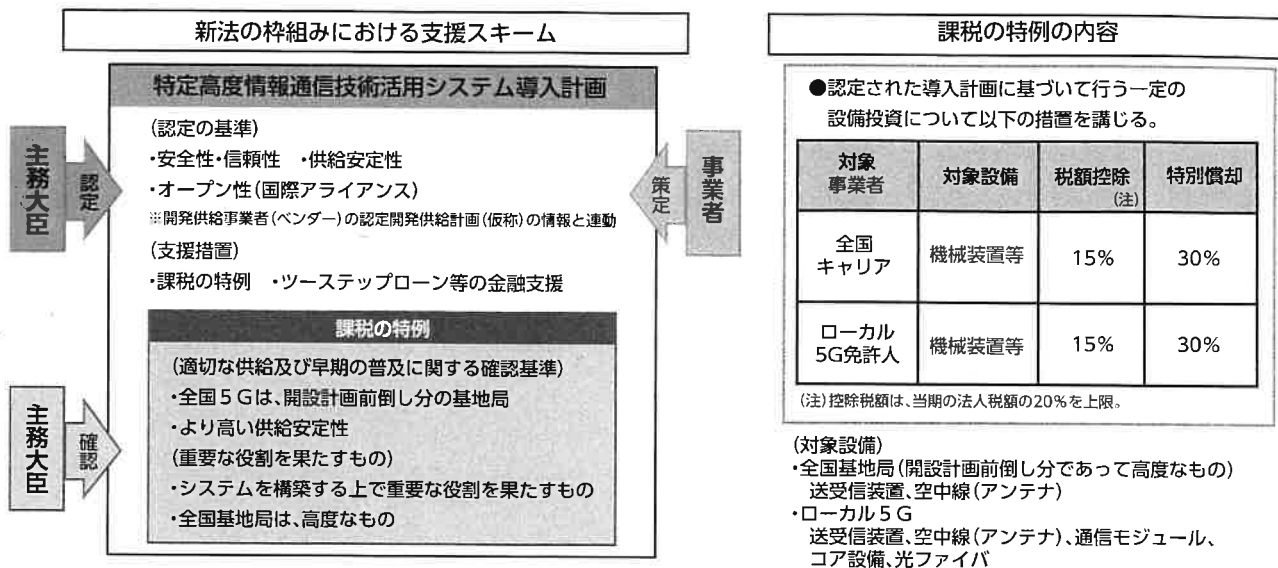 新法の枠組みにおける支援スキーム
特定高度情報通信技術活用システム導入計画
(認定の基準)
・安全性・信頼性 ・供給安定性
・オープン性(国際アライアンス)
※開発供給事業者(ベンダー)の認定開発供給計画(仮称)の情報と連動
(支援措置)
・課税の特例 ・ツーステップローン等の金融支援
主務大臣
認定
策定
事業者
課税の特例
(適切な供給及び早期の普及に関する確認基準)
・全国5Gは、開設計画前倒し分の基地局
・より高い供給安定性
(重要な役割を果たすもの)
・システムを構築する上で重要な役割を果たすもの
・全国基地局は、高度なもの
主務大臣
確認
課税の特例の内容
●認定された導入計画に基づいて行う一定の
設備投資について以下の措置を講じる。
対象
事業者
対象設備
税額控除
(注)
特別償却
全国
キャリア
機械装置等
15%
30%
ローカル
5G免許人
機械装置等
15%
30%
(注)控除税額は、当期の法人税額の20%を上限。
(対象設備)
・全国基地局(開設計画前倒し分であって高度なもの)
送受信装置、空中線(アンテナ)
・ローカル5G
送受信装置、空中線(アンテナ)、通信モジュール、
コア設備、光ファイバ